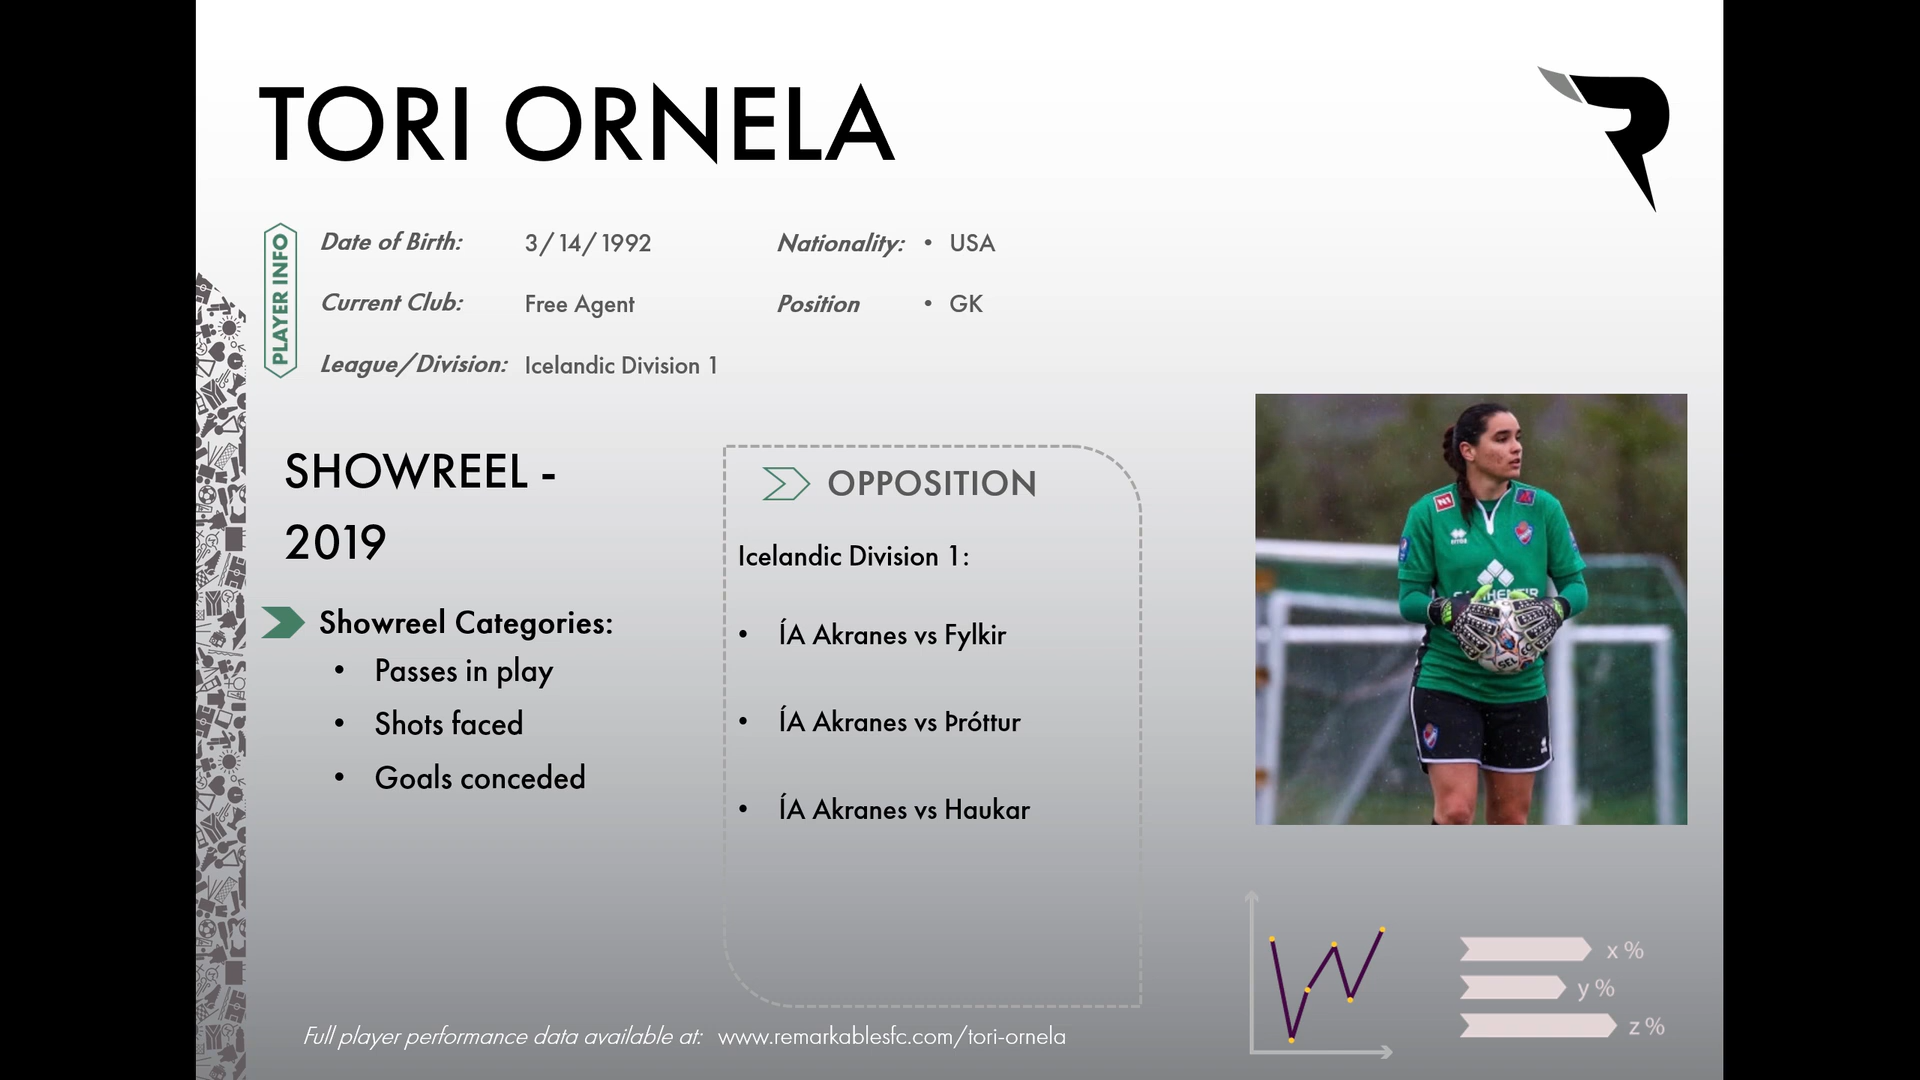 TORI ORNELA
PLAYER INFO
Date of Birth: 3/14/1992 Nationality: • USA
Current Club: Free Agent Position • GK
League/Division: Icelandic Division 1
SHOWREEL -
2019
Showreel Categories:
• Passes in play
• Shots faced
• Goals conceded
OPPOSITION
Icelandic Division 1:
• ÍA Akranes vs Fylkir
• ÍA Akranes vs Þróttur
• ÍA Akranes vs Haukar
x %
y %
z %
Full player performance data available at: www.remarkablesfc.com/tori-ornela